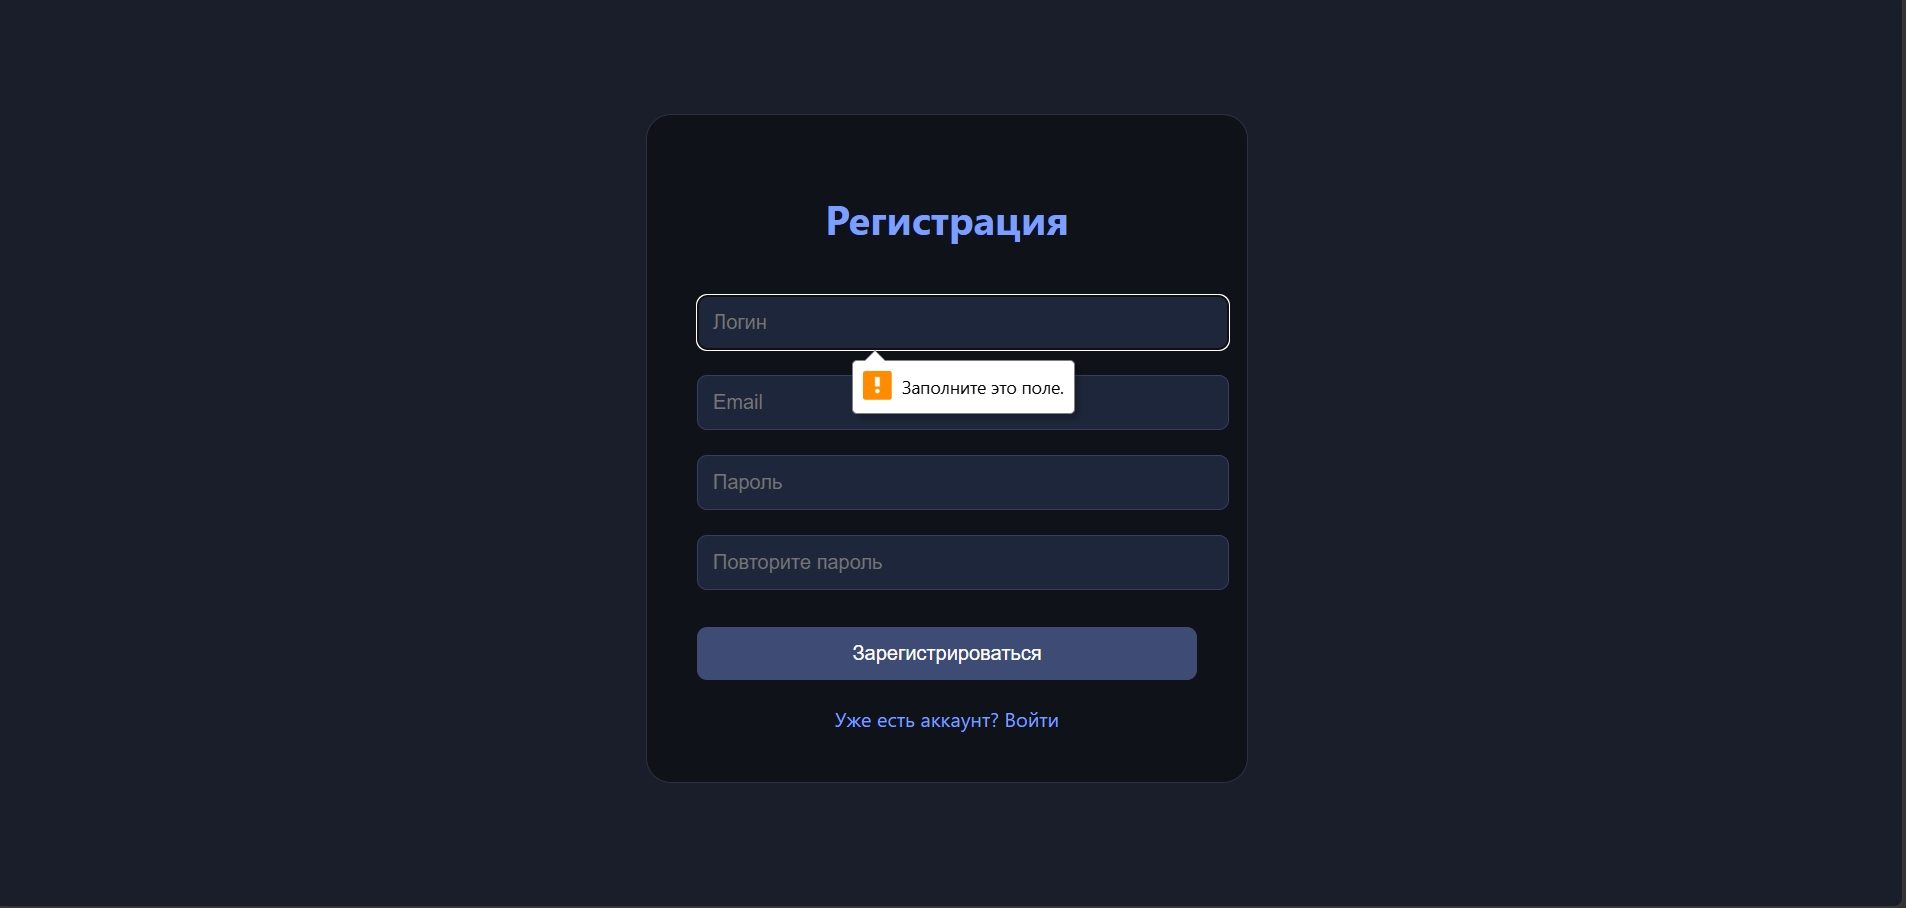 Регистрация
Логин
Заполните это поле.
Email
Пароль
Повторите пароль
Зарегистрироваться
Уже есть аккаунт? Войти